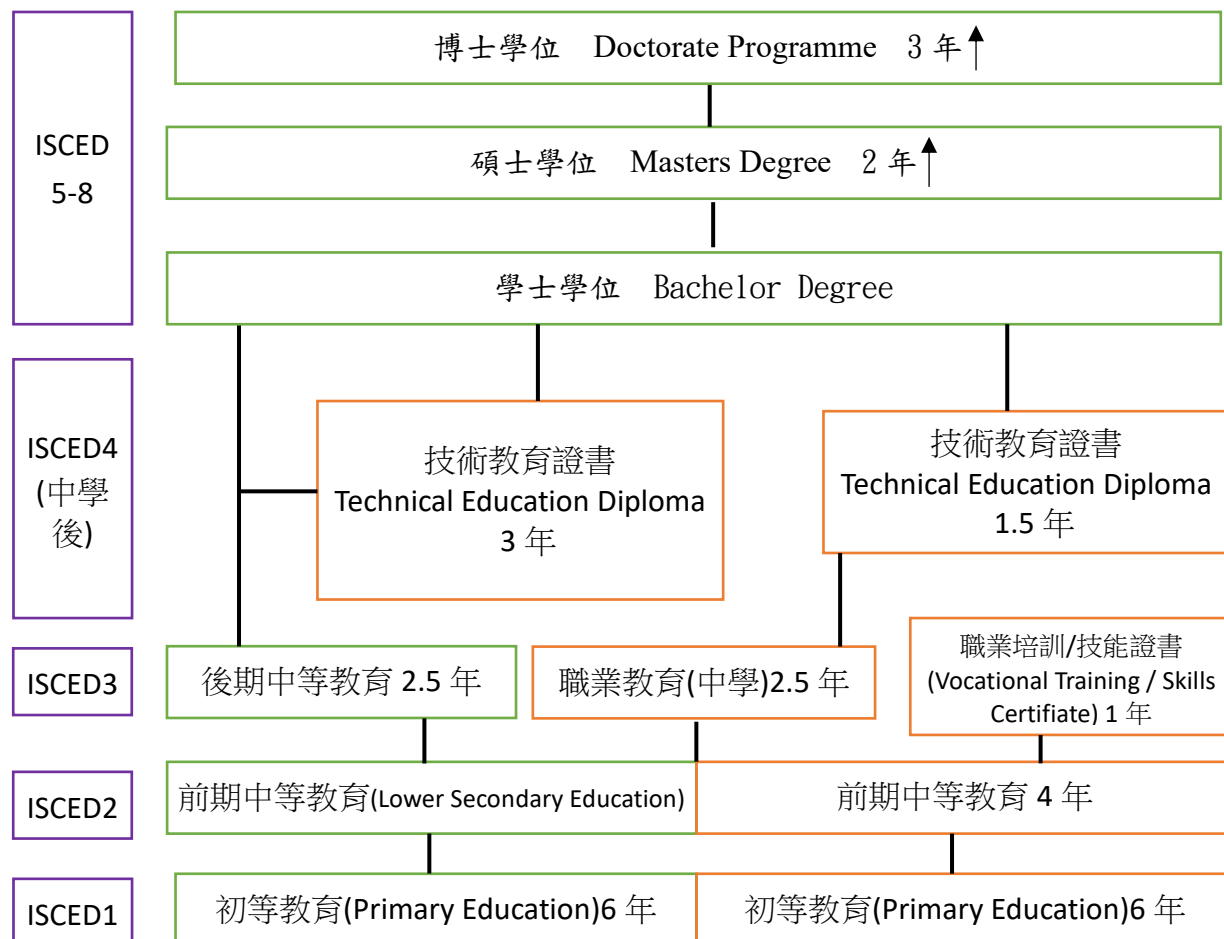 博士學位 Doctorate Programme 3 年
ISCED
5-8
碩士學位 Masters Degree 2 年
學士學位 Bachelor Degree
ISCED4
(中學
後)
技術教育證書
Technical Education Diploma
3 年
技術教育證書
Technical Education Diploma
1.5 年
ISCED3
後期中等教育 2.5 年
職業教育(中學)2.5 年
職業培訓/技能證書
(Vocational Training / Skills
Certifiate) 1 年
ISCED2
前期中等教育(Lower Secondary Education)
前期中等教育 4 年
ISCED1
初等教育(Primary Education)6 年
初等教育(Primary Education)6 年